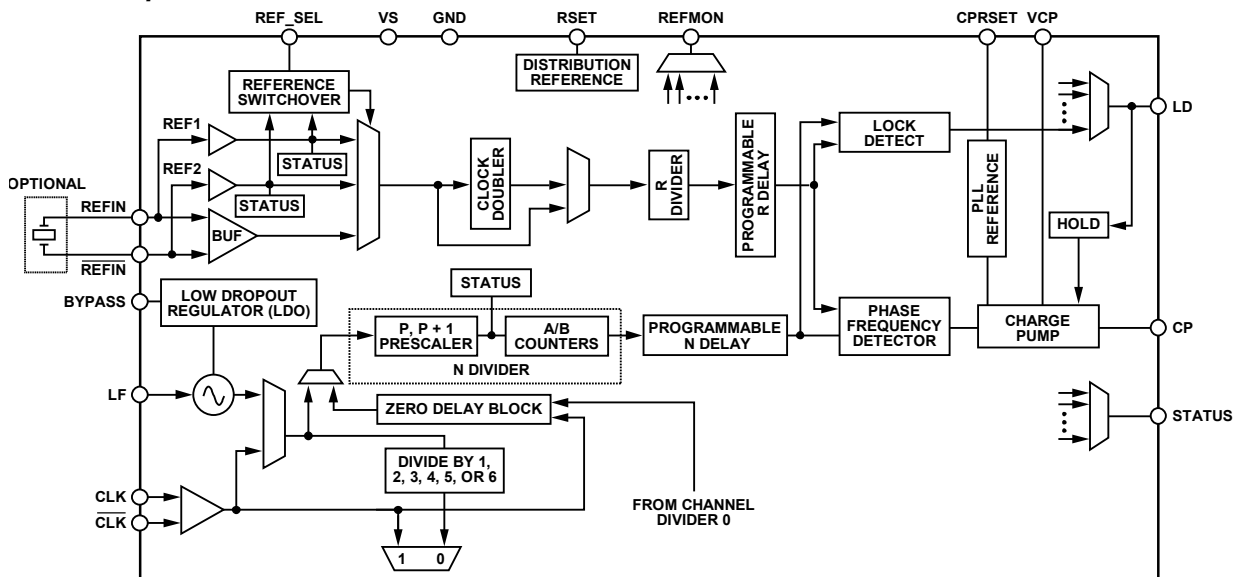 REF_SEL
VS
GND
RSET
REFMON
CPRSET
VCP
DISTRIBUTION
REFERENCE
REFERENCE
SWITCHOVER
REF1
STATUS
REF2
STATUS
BUF
OPTIONAL
REFIN
REFIN
CLOCK
DOUBLER
R
DIVIDER
PROGRAMMABLE
R DELAY
LOCK
DETECT
PLL
REFERENCE
HOLD
LD
BYPASS
LOW DROPOUT
REGULATOR (LDO)
STATUS
P, P + 1
PRESCALER
A/B
COUNTERS
N DIVIDER
PROGRAMMABLE
N DELAY
PHASE
FREQUENCY
DETECTOR
CHARGE
PUMP
CP
LF
ZERO DELAY BLOCK
STATUS
DIVIDE BY 1,
2, 3, 4, 5, OR 6
CLK
CLK
FROM CHANNEL
DIVIDER 0
1 0